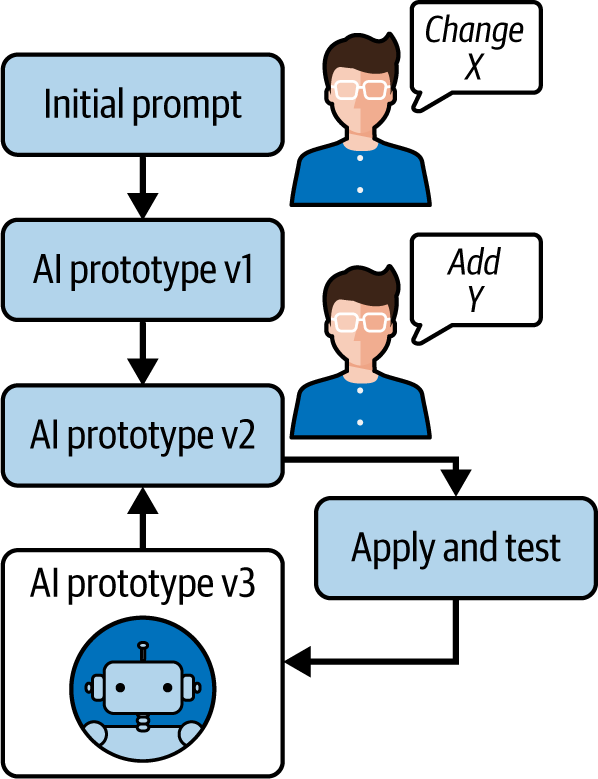 Initial prompt
Change
X
AI prototype v1
Add
Y
AI prototype v2
Apply and test
AI prototype v3